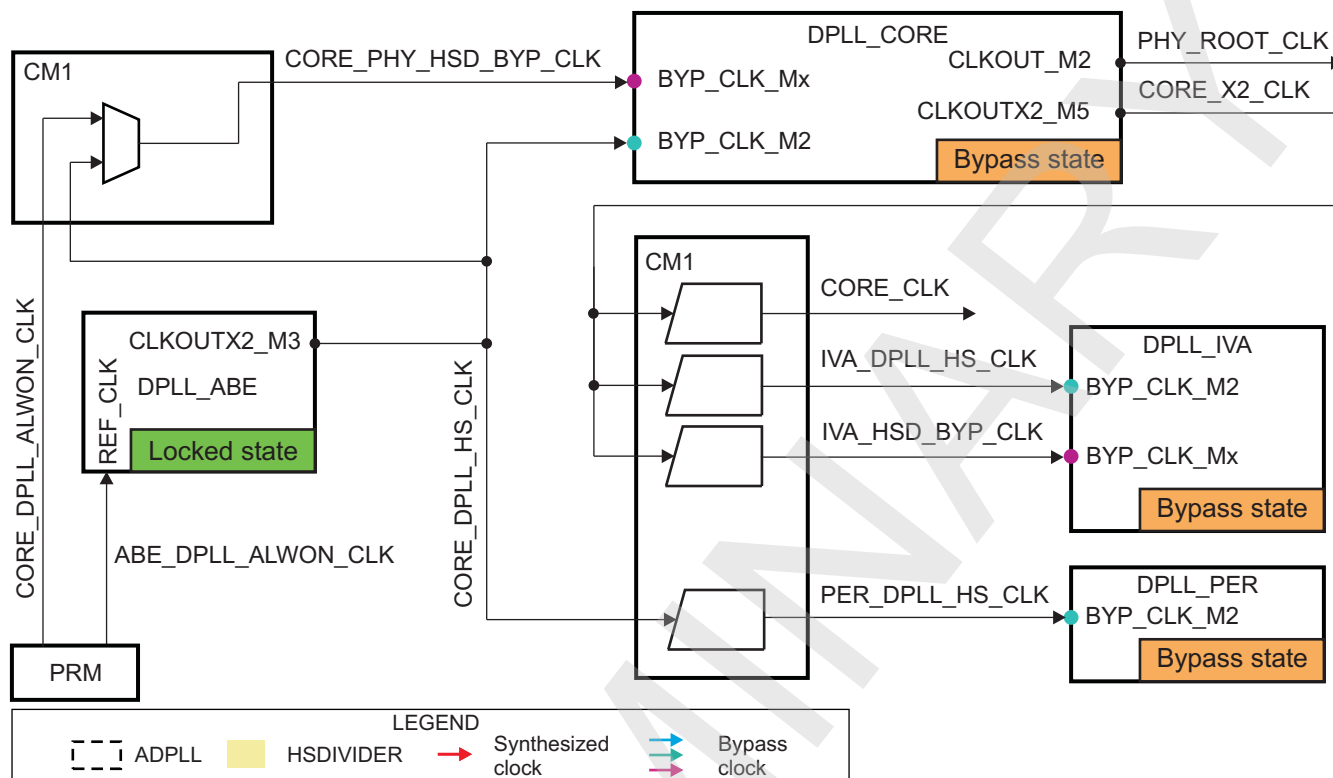 CM1
CORE_PHY_HSD_BYP_CLK
DPLL_CORE
BYP_CLK_Mx
BYP_CLK_M2
CLKOUT_M2
CLKOUTX2_M5
Bypass state
PHY_ROOT_CLK
CORE_X2_CLK
CORE_DPLL_ALWON_CLK
CLKOUTX2_M3
DPLL_ABE
REF_CLK
Locked state
ABE_DPLL_ALWON_CLK
CORE_DPLL_HS_CLK
PRM
CM1
CORE_CLK
IVA_DPLL_HS_CLK
IVA_HSD_BYP_CLK
PER_DPLL_HS_CLK
DPLL_IVA
BYP_CLK_M2
BYP_CLK_Mx
Bypass state
DPLL_PER
BYP_CLK_M2
Bypass state
LEGEND
ADPLL
HSDIVIDER
Synthesized
clock
Bypass
clock
MINARY